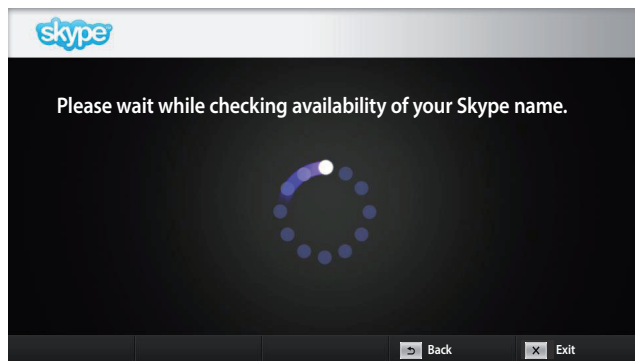 skype
Please wait while checking availability of your Skype name.
Back
X Exit